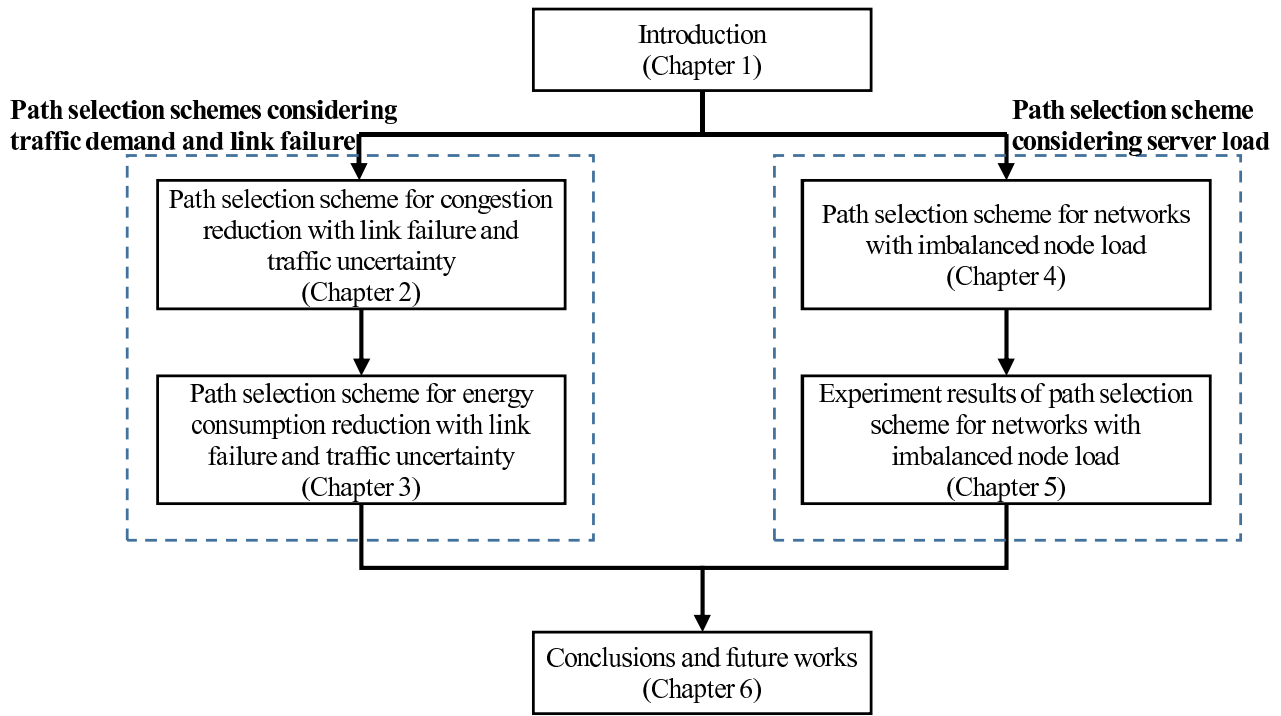 Introduction
(Chapter 1)
Path selection schemes considering
traffic demand and link failure
Path selection scheme
considering server load
Path selection scheme for congestion
reduction with link failure and
traffic uncertainty
(Chapter 2)
Path selection scheme for networks
with imbalanced node load
(Chapter 4)
Path selection scheme for energy
consumption reduction with link
failure and traffic uncertainty
(Chapter 3)
Experiment results of path selection
scheme for networks with
imbalanced node load
(Chapter 5)
Conclusions and future works
(Chapter 6)